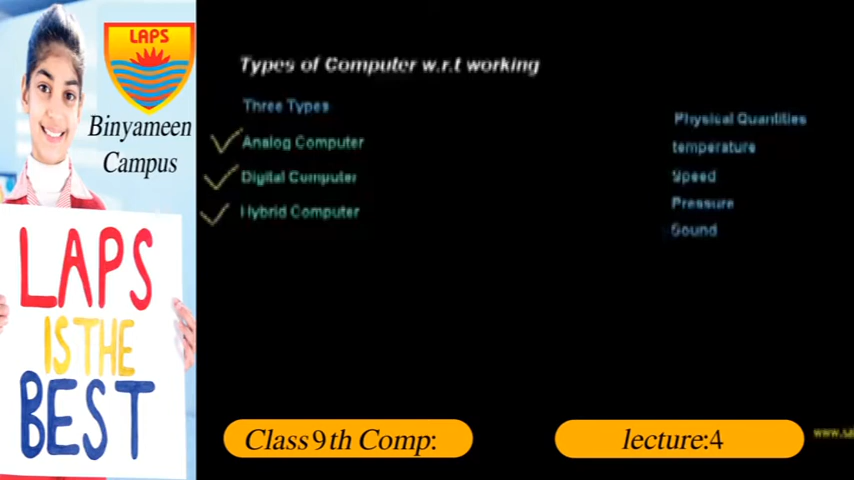 LAPS
Binyameen
Campus
LAPS
IS THE
BEST
Types of Computer w.r.t working
Three Types
Analog Computer
Digital Computer
Hybrid Computer
Physical Quantities
temperature
Speed
Pressure
Sound
Class 9th Comp:
lecture:4